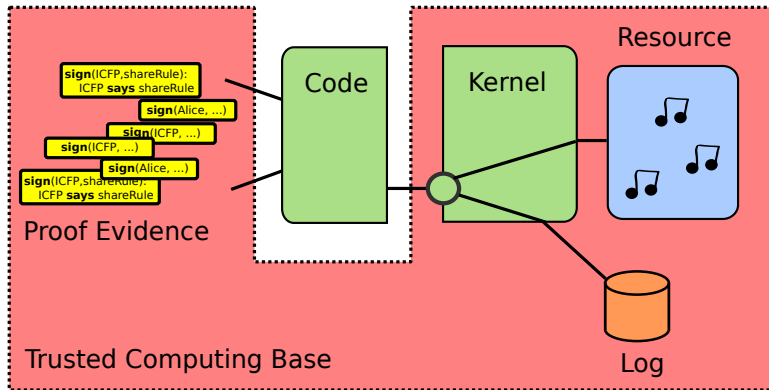 Resource
Code
Kernel
sign(ICFP,shareRule):
ICFP says shareRule
sign(Alice, ...)
sign(ICFP, ...)
sign(ICFP, ...)
sign(Alice, ...)
sign(ICFP,shareRule):
ICFP says shareRule
Proof Evidence
Trusted Computing Base
Log